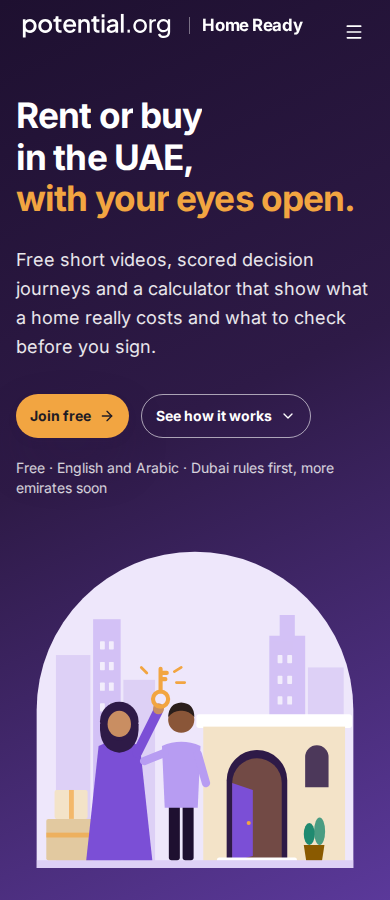 potential.org | Home Ready
Rent or buy
in the UAE,
with your eyes open.
Free short videos, scored decision
journeys and a calculator that show what
a home really costs and what to check
before you sign.
Join free → See how it works
Free · English and Arabic · Dubai rules first, more
emirates soon